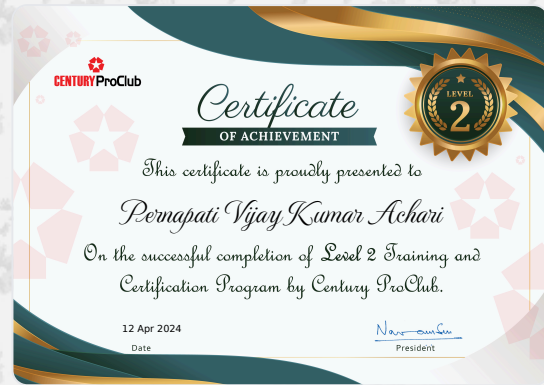 CENTURY ProClub
Certificate
OF ACHIEVEMENT
LEVEL
2
This certificate is proudly presented to
Pernapati Vijay Kumar Achari
On the successful completion of Level 2 Training and
Certification Program by Century ProClub.
12 Apr 2024
Date
President